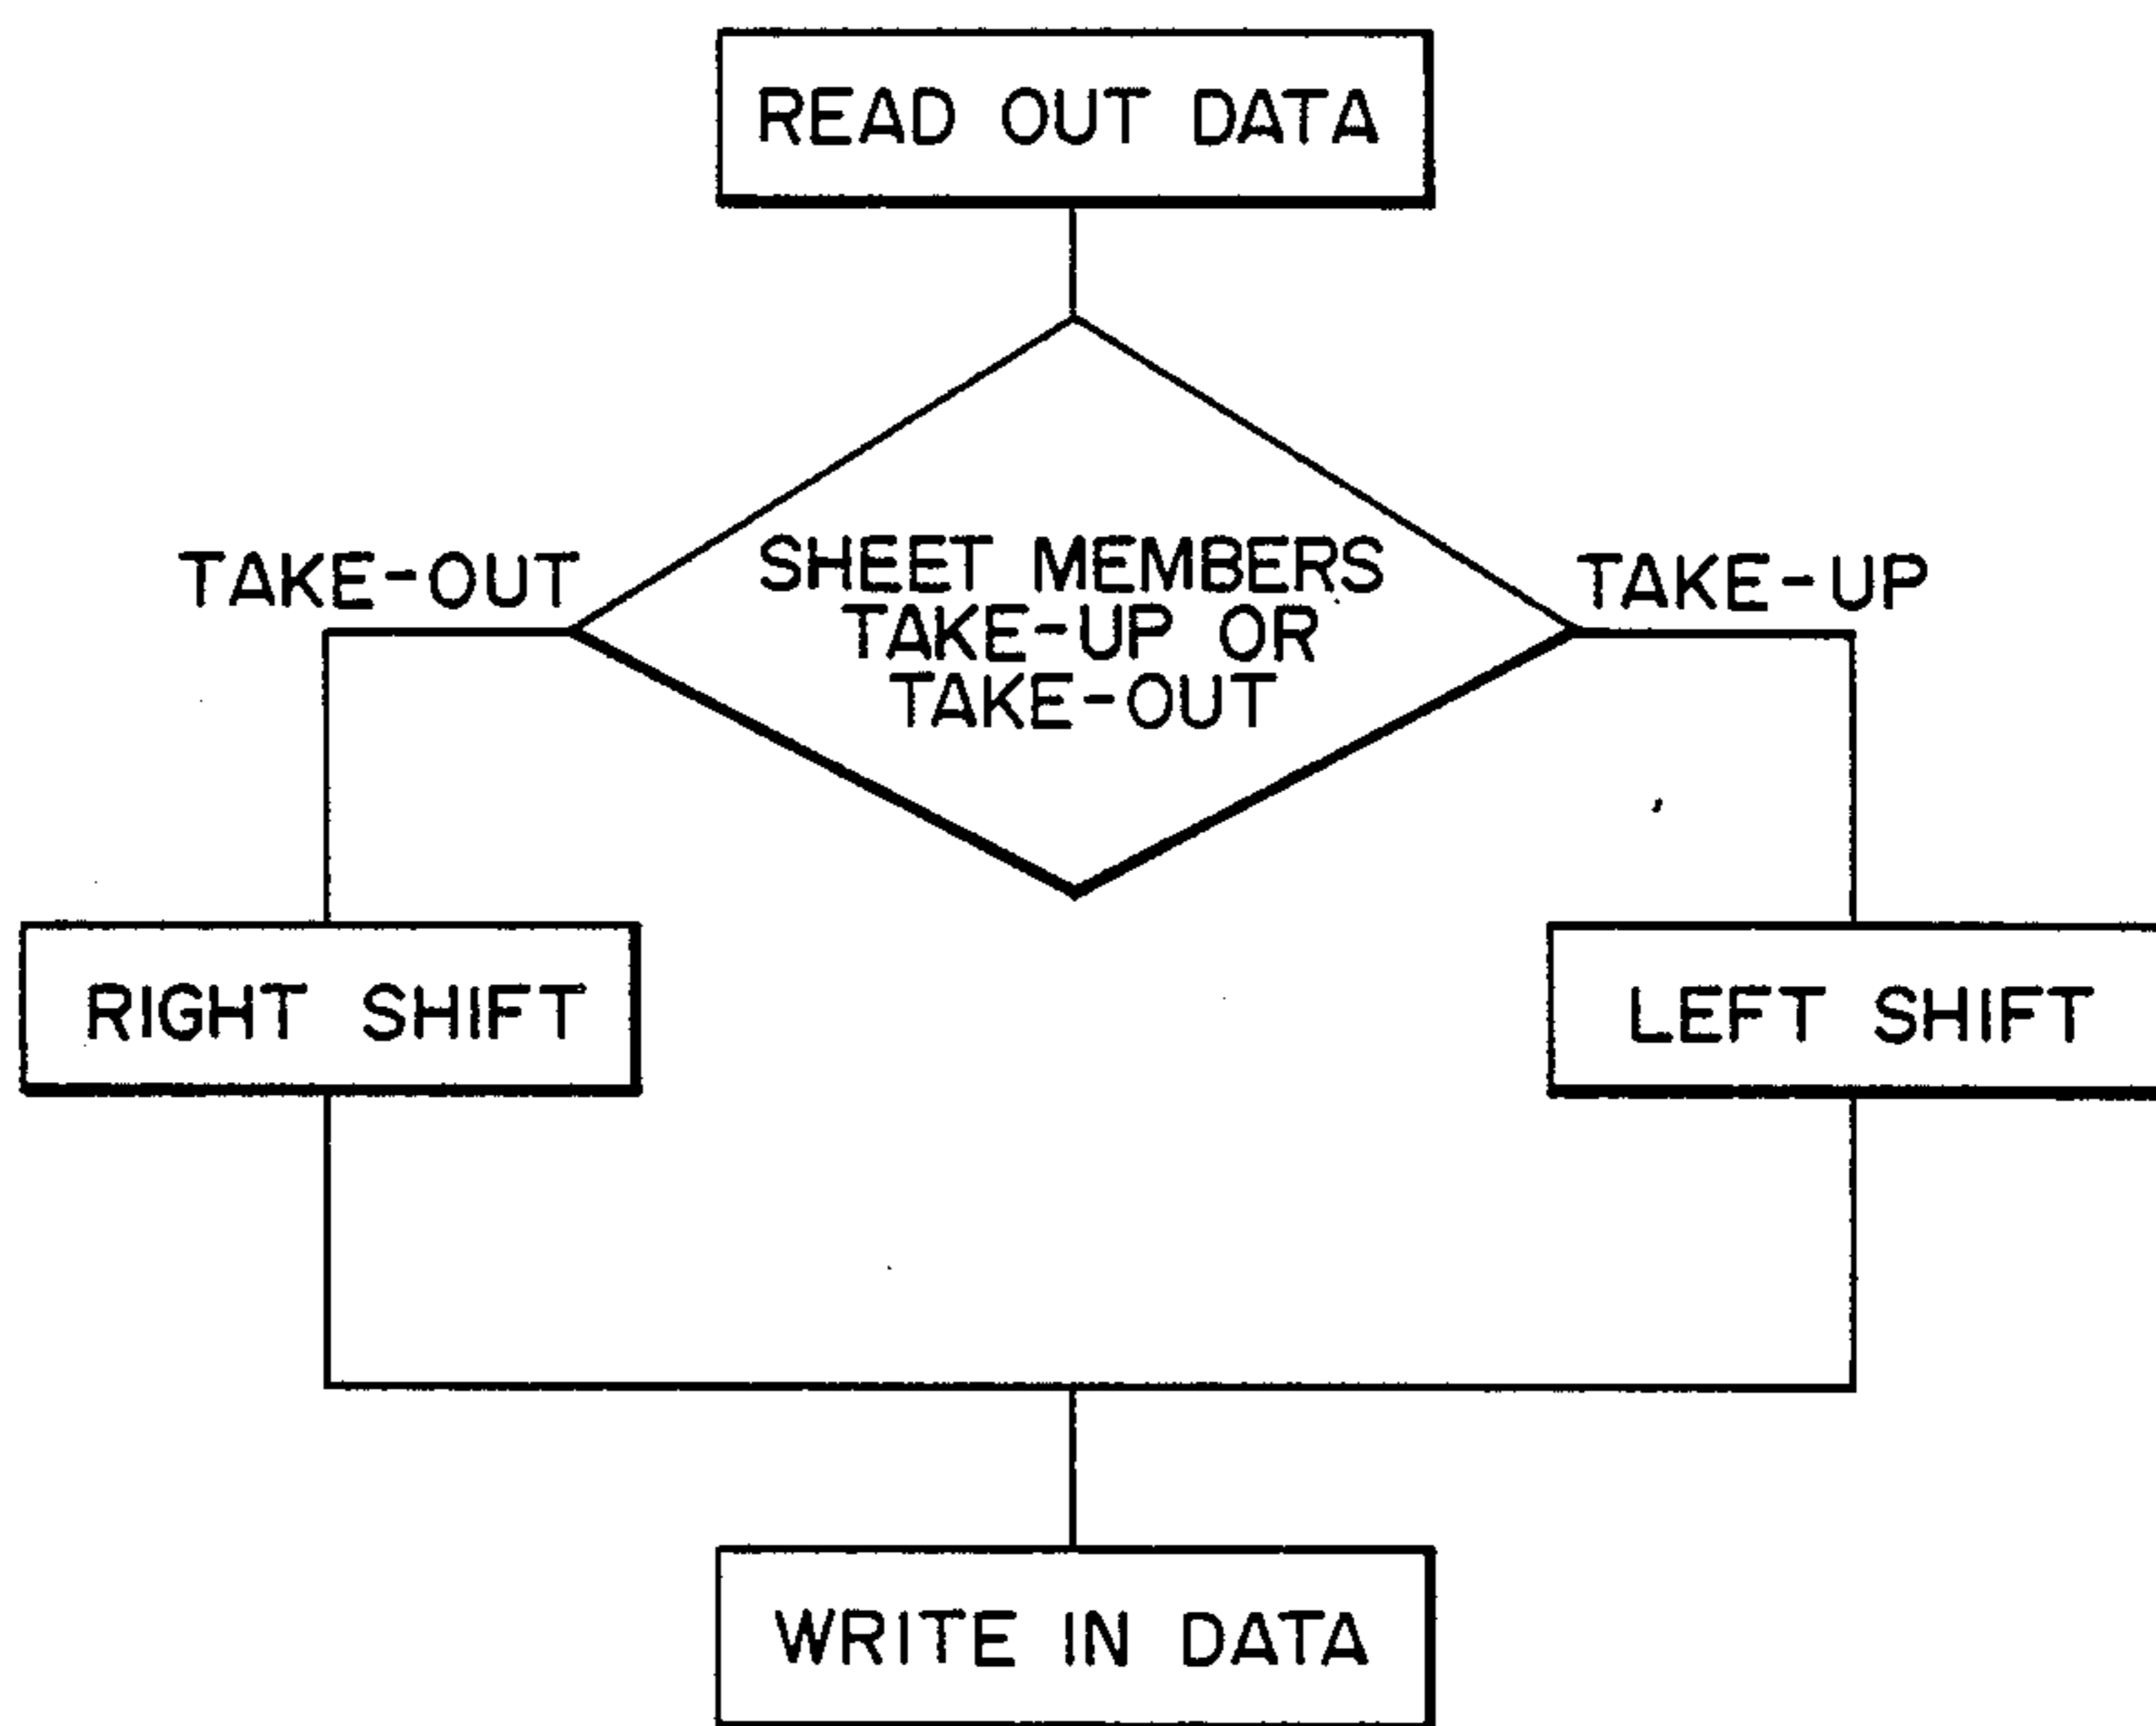 READ OUT DATA
TAKE-OUT
SHEET MEMBERS
TAKE-UP OR
TAKE-OUT
TAKE-UP
RIGHT SHIFT
LEFT SHIFT
WRITE IN DATA